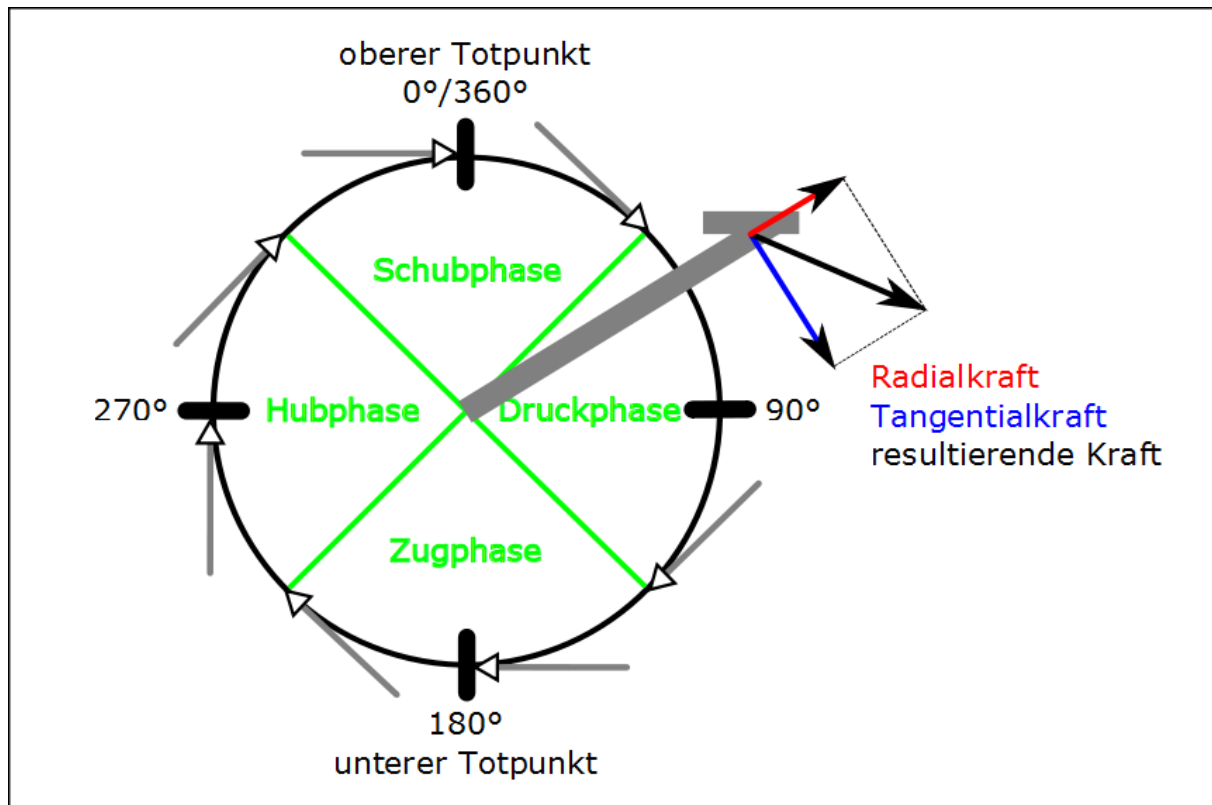 oberer Totpunkt
0°/360°
Schubphase
270°
Hubphase
Druckphase
90°
Radialkraft
Tangentialkraft
resultierende Kraft
Zugphase
180°
unterer Totpunkt